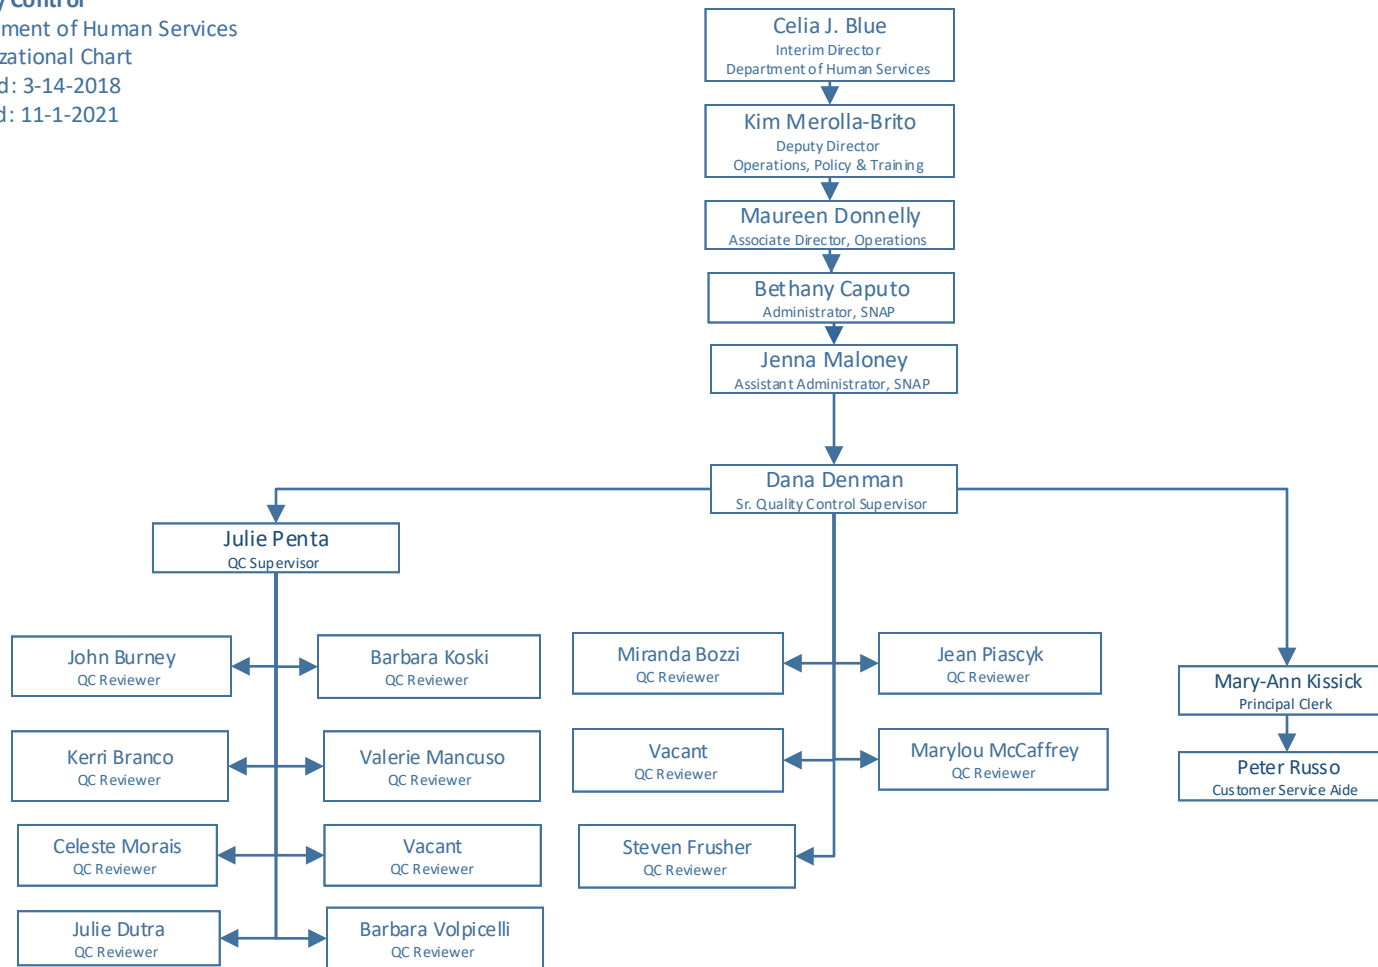 y Control
ment of Human Services
zational Chart
d: 3-14-2018
d: 11-1-2021
Celia J. Blue
Interim Director
Department of Human Services
Kim Merolla-Brito
Deputy Director
Operations, Policy & Training
Maureen Donnelly
Associate Director, Operations
Bethany Caputo
Administrator, SNAP
Jenna Maloney
Assistant Administrator, SNAP
Dana Denman
Sr. Quality Control Supervisor
Julie Penta
QC Supervisor
John Burney
QC Reviewer
Barbara Koski
QC Reviewer
Kerri Branco
QC Reviewer
Valerie Mancuso
QC Reviewer
Celeste Morais
QC Reviewer
Vacant
QC Reviewer
Julie Dutra
QC Reviewer
Barbara Volpicelli
QC Reviewer
Miranda Bozzi
QC Reviewer
Jean Piascyk
QC Reviewer
Vacant
QC Reviewer
Marylou McCaffrey
QC Reviewer
Steven Frusher
QC Reviewer
Mary-Ann Kissick
Principal Clerk
Peter Russo
Customer Service Aide